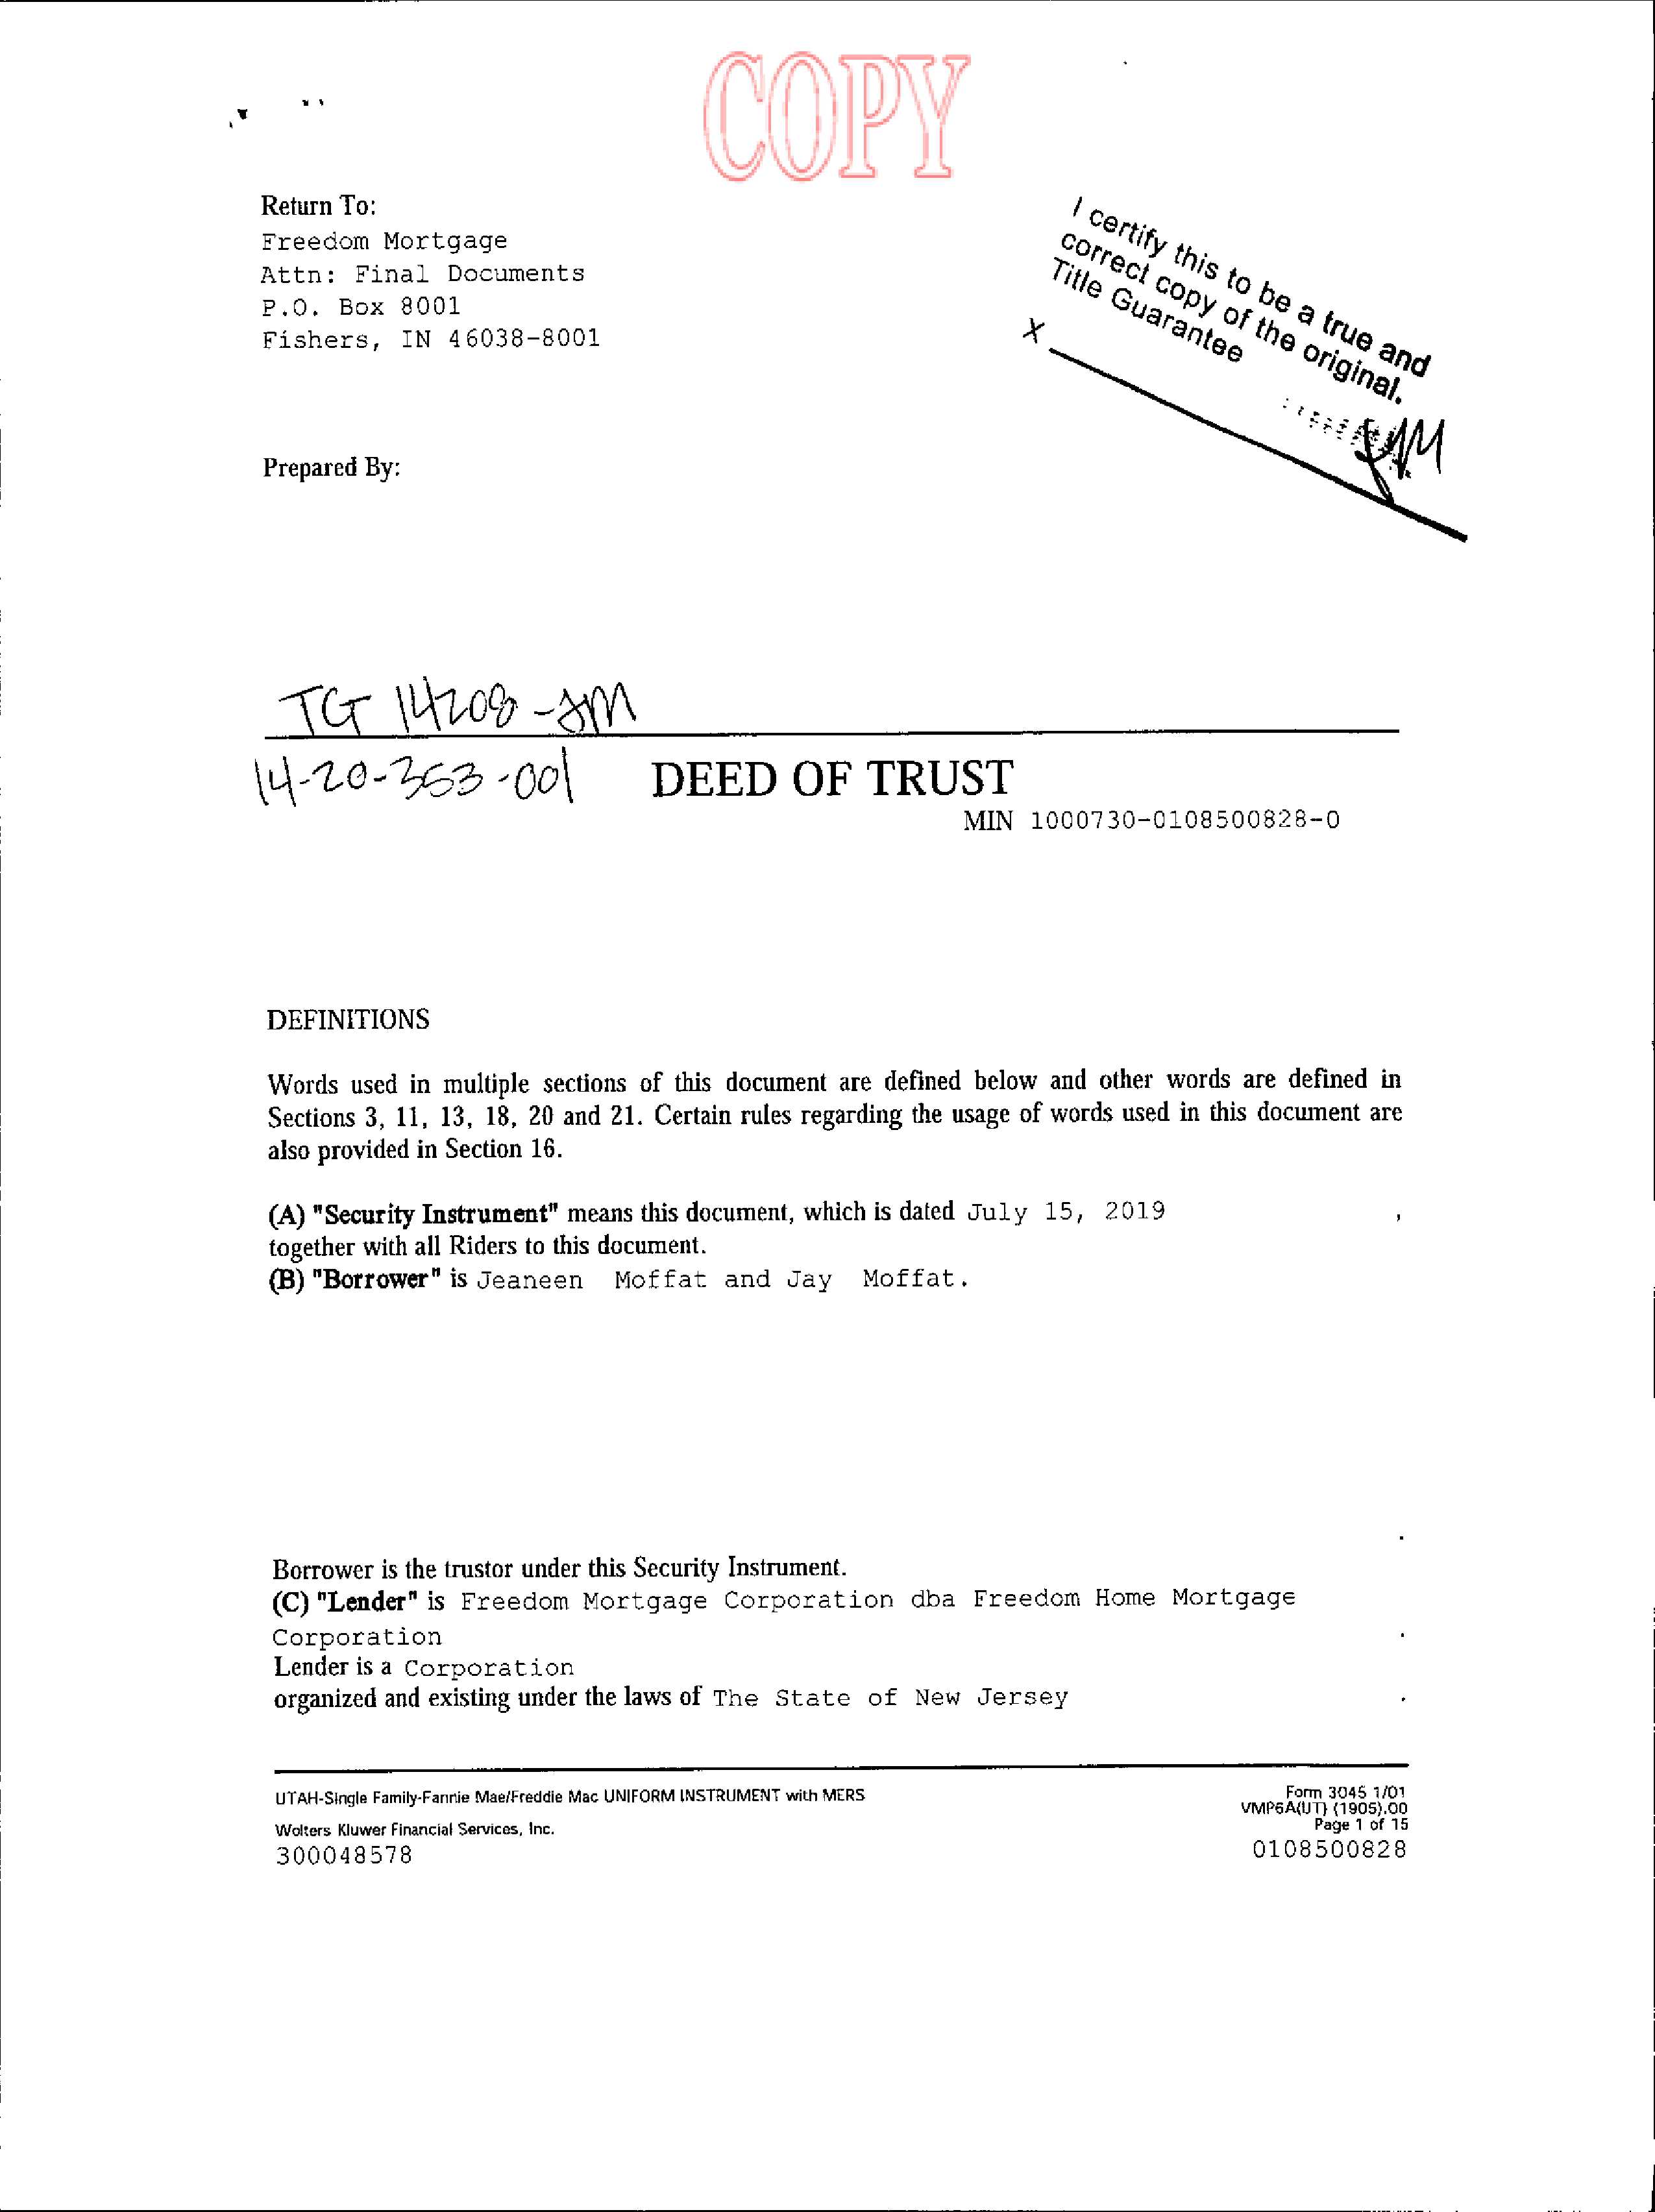 COPY
Return To:
Freedom Mortgage
Attn: Final Documents
P.O. Box 8001
Fishers, IN 46038-8001
I certify this to be a true and
correct copy of the original.
Title Guarantee
X
Prepared By:
TGT 14208-JM
14-20-353-001
DEED OF TRUST
MIN 1000730-0108500828-0
DEFINITIONS
Words used in multiple sections of this document are defined below and other words are defined in
Sections 3, 11, 13, 18, 20 and 21. Certain rules regarding the usage of words used in this document are
also provided in Section 16.
(A) "Security Instrument" means this document, which is dated July 15, 2019 ,
together with all Riders to this document.
(B) "Borrower" is Jeaneen Moffat and Jay Moffat.
Borrower is the trustor under this Security Instrument.
(C) "Lender" is Freedom Mortgage Corporation dba Freedom Home Mortgage
Corporation .
Lender is a Corporation
organized and existing under the laws of The State of New Jersey .
UTAH-Single Family-Fannie Mae/Freddie Mac UNIFORM INSTRUMENT with MERS
Form 3045 1/01
VMP6A(UT) (1905).00
Wolters Kluwer Financial Services, Inc.
Page 1 of 15
300048578
0108500828